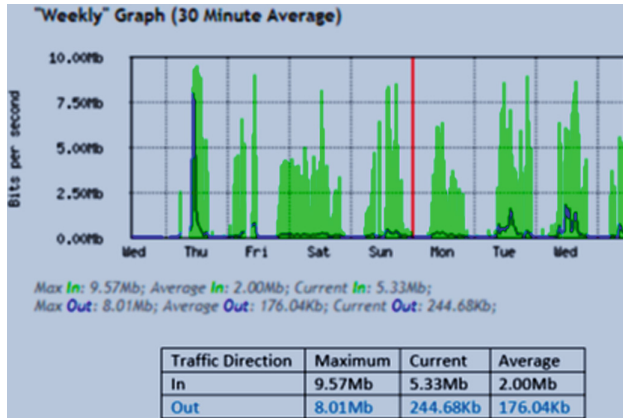 "Weekly" Graph (30 Minute Average)
Bits per second
10.00Mb
7.50Mb
5.00Mb
2.50Mb
0.00Mb
Wed Thu Fri Sat Sun Mon Tue Wed
Max In: 9.57Mb; Average In: 2.00Mb; Current In: 5.33Mb;
Max Out: 8.01Mb; Average Out: 176.04Kb; Current Out: 244.68Kb;
Traffic Direction Maximum Current Average
In 9.57Mb 5.33Mb 2.00Mb
Out 8.01Mb 244.68Kb 176.04Kb